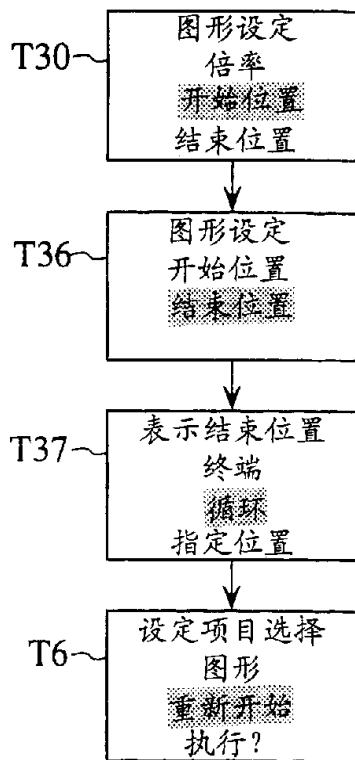 T30
图形设定
倍率
开始位置
结束位置
T36
图形设定
开始位置
结束位置
T37
表示结束位置
终端
循环
指定位置
T6
设定项目选择
图形
重新开始
执行?